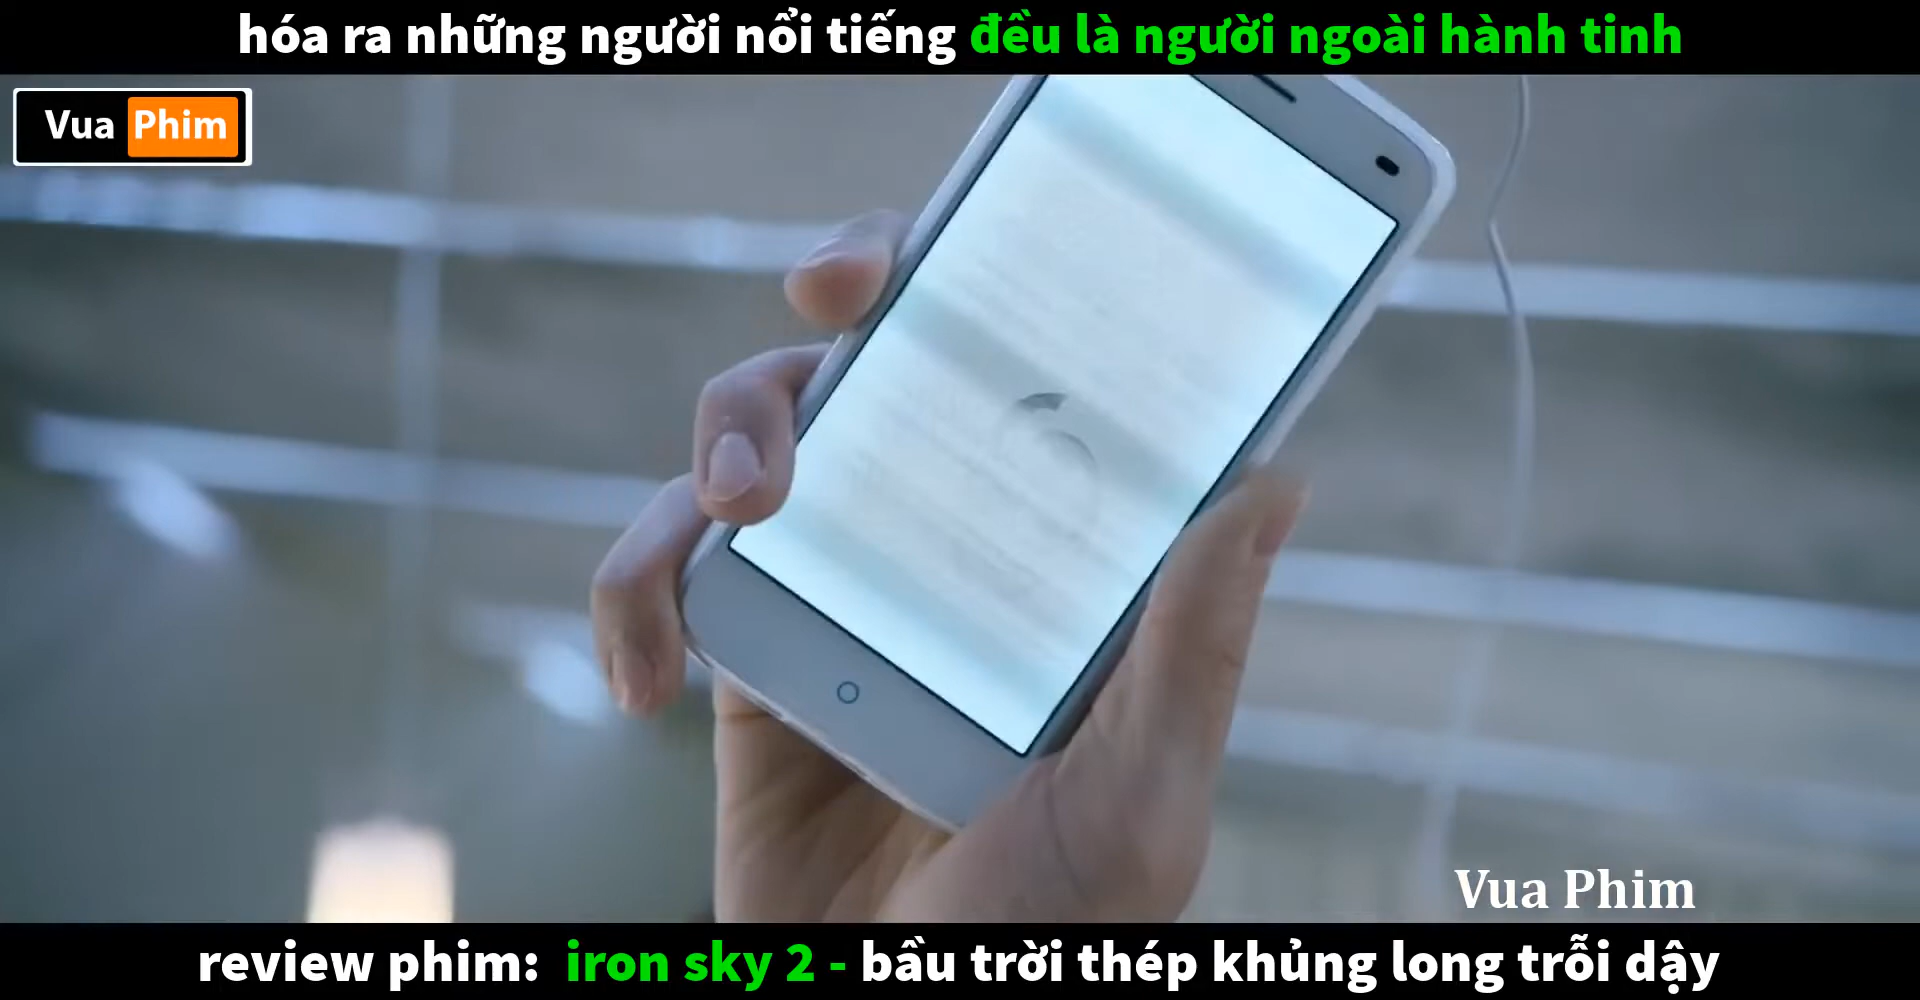 hóa ra những người nổi tiếng đều là người ngoài hành tinh
Vua Phim
Vua Phim
review phim: iron sky 2 - bầu trời thép khủng long trỗi dậy